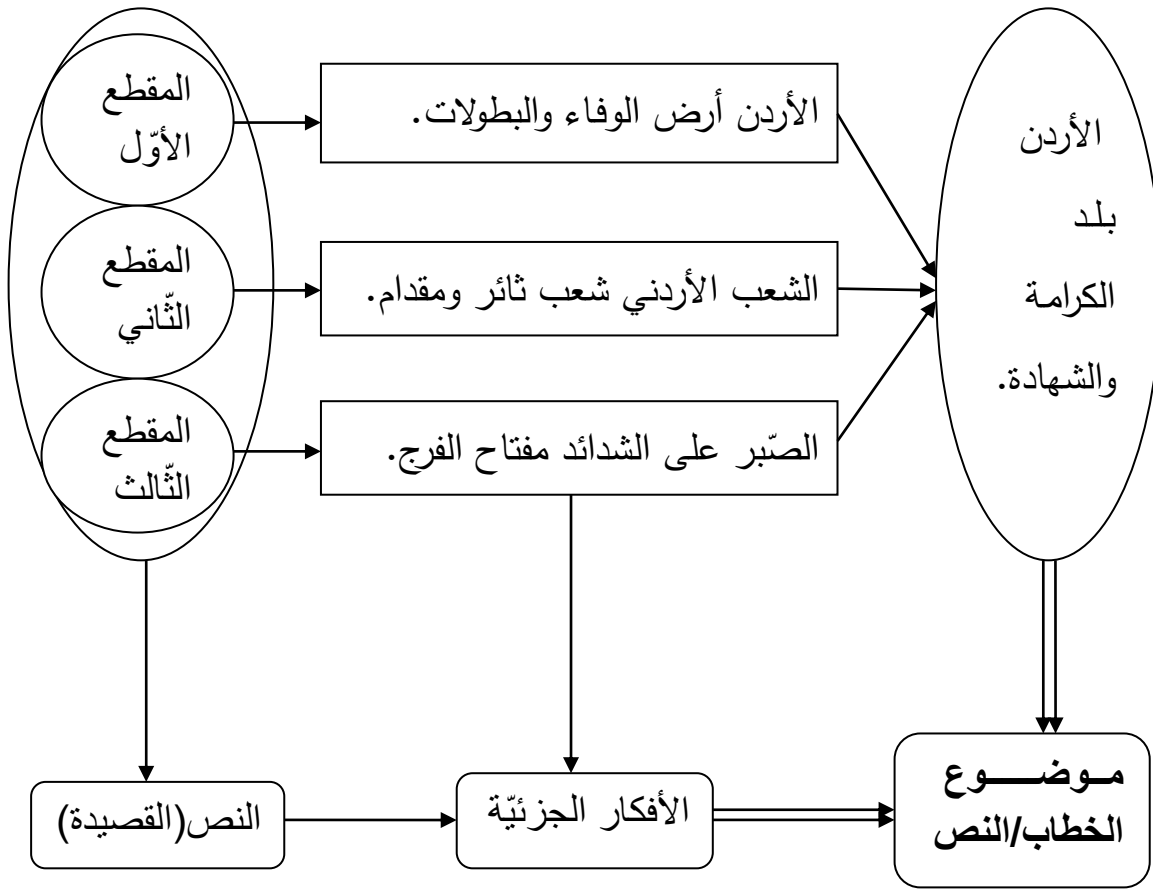 المقطع
الأوّل
الأردن أرض الوفاء والبطولات.
المقطع
الثّاني
الشعب الأردني شعب ثائر ومقدام.
المقطع
الثّالث
الصّبر على الشدائد مفتاح الفرج.
الأردن
بلد
الكرامة
والشهادة.
النص(القصيدة)
الأفكار الجزئيّة
مـوضـــــوع
الخطاب/النص